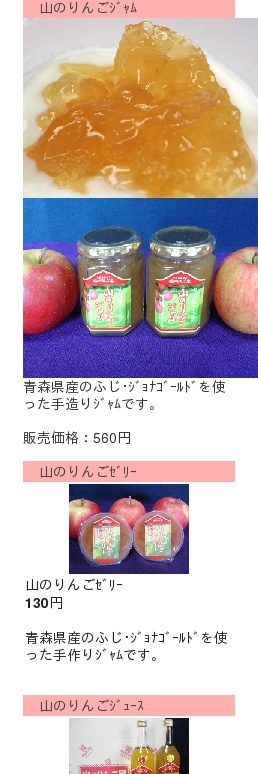 山のりんごｼﾞｬﾑ
青森県産のふじ･ｼﾞｮﾅｺﾞｰﾙﾄﾞを使
った手造りｼﾞｬﾑです。
販売価格：560円
山のりんごｾﾞﾘｰ
山のりんごｾﾞﾘｰ
130円
青森県産のふじ･ｼﾞｮﾅｺﾞｰﾙﾄﾞを使
った手作りｼﾞｬﾑです。
山のりんごｼﾞｭｰｽ